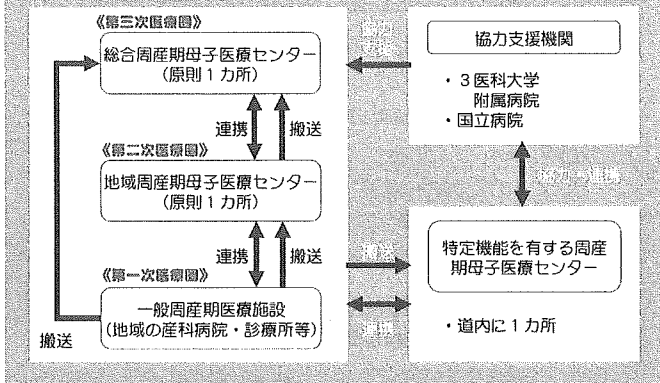 《第三次医療圏》
総合周産期母子医療センター
(原則1カ所)
連携
搬送
《第二次医療圏》
地域周産期母子医療センター
(原則1カ所)
連携
搬送
《第一次医療圏》
一般周産期医療施設
(地域の産科病院・診療所等)
搬送
協力
支援
協力支援機関
・3医科大学
附属病院
・国立病院
協力・連携
搬送
連携
特定機能を有する周産
期母子医療センター
・道内に1カ所